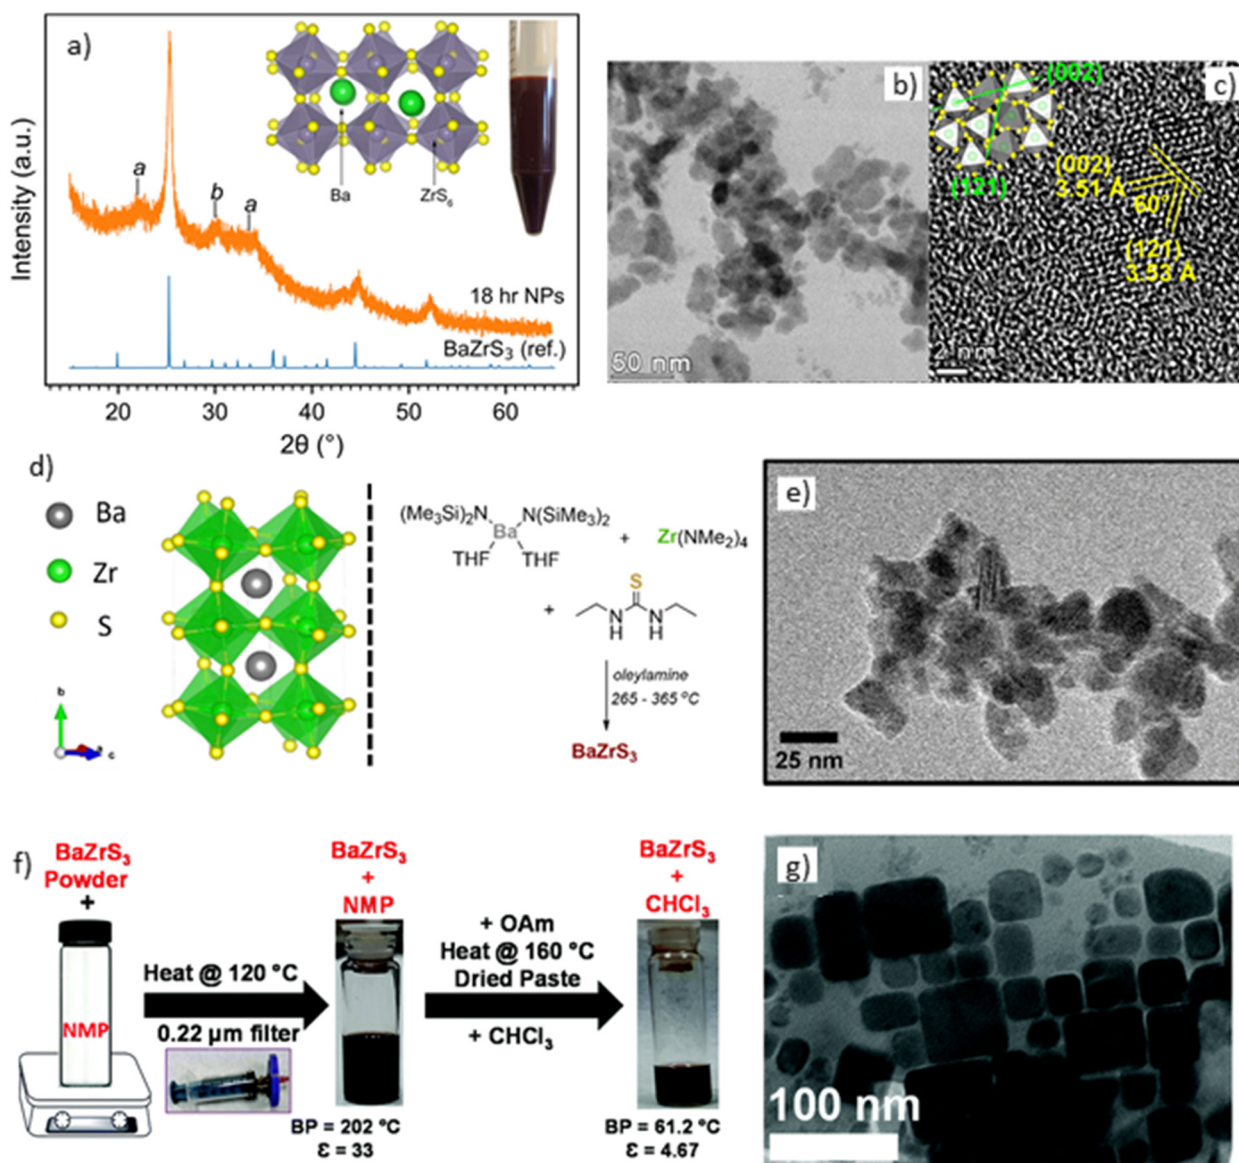 a)
Intensity (a.u.)
a
b
a
Ba
ZrS₆
18 hr NPs
BaZrS₃ (ref.)
20
30
40
50
60
2θ (°)
b)
50 nm
c)
(002)
(121)
(002)
3.51 Å
60°
(121)
3.53 Å
2 nm
d)
Ba
Zr
S
b
a
c
(Me₃Si)₂N
N(SiMe₃)₂
Ba
THF
THF
+
Zr(NMe₂)₄
+
S
N
H
N
H
oleylamine
265 - 365 °C
BaZrS₃
e)
25 nm
f)
BaZrS₃
Powder
+
NMP
Heat @ 120 °C
0.22 µm filter
BaZrS₃
+
NMP
BP = 202 °C
Ɛ = 33
+ OAm
Heat @ 160 °C
Dried Paste
+ CHCl₃
BaZrS₃
+
CHCl₃
BP = 61.2 °C
Ɛ = 4.67
g)
100 nm